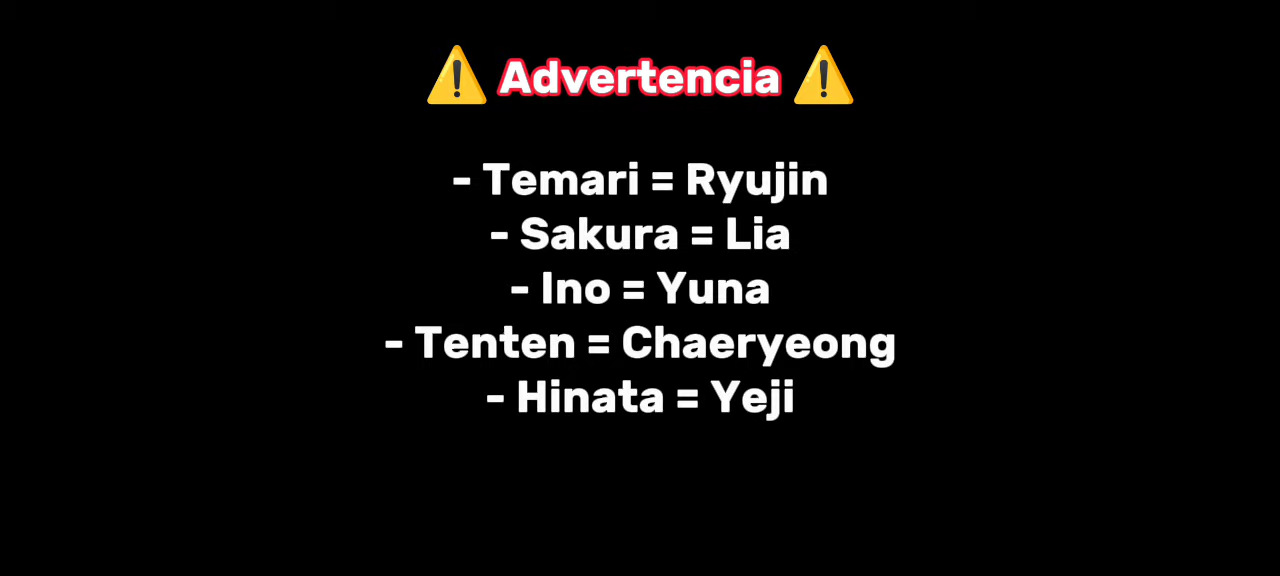 ⚠️ Advertencia ⚠️
- Temari = Ryujin
- Sakura = Lia
- Ino = Yuna
- Tenten = Chaeryeong
- Hinata = Yeji